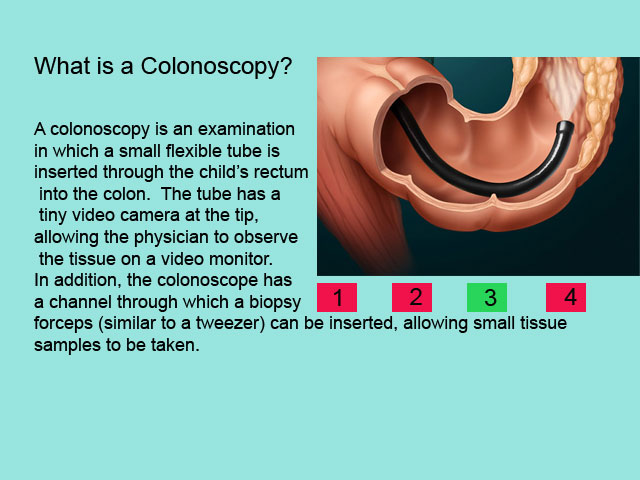 What is a Colonoscopy?
A colonoscopy is an examination
in which a small flexible tube is
inserted through the child's rectum
into the colon.  The tube has a
tiny video camera at the tip,
allowing the physician to observe
the tissue on a video monitor.
In addition, the colonoscope has
a channel through which a biopsy
forceps (similar to a tweezer) can be inserted, allowing small tissue
samples to be taken.
1 2 3 4